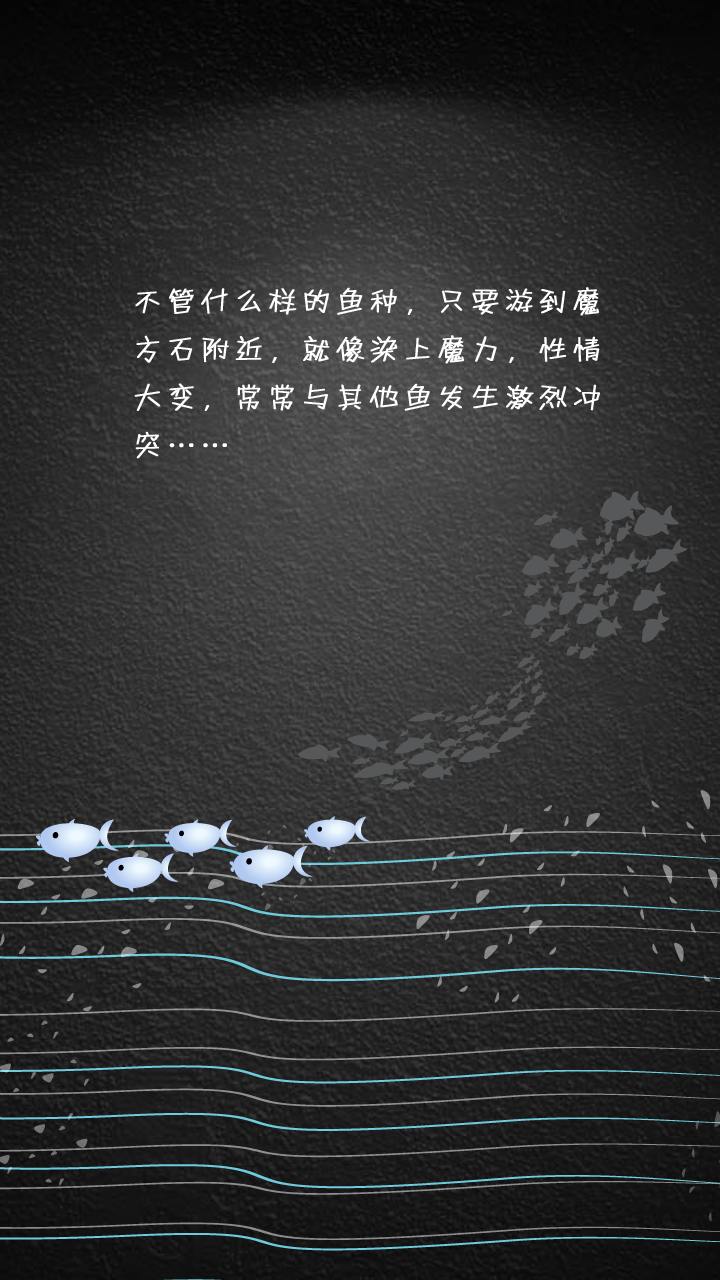 不管什么样的鱼种，只要游到魔
方石附近，就像染上魔力，性情
大变，常常与其他鱼发生激烈冲
突……